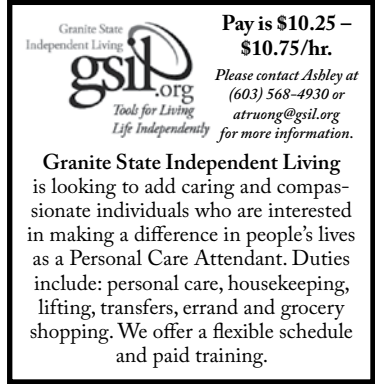 Granite State
Independent Living
gsil
.org
Tools for Living
Life Independently
Pay is $10.25 –
$10.75/hr.
Please contact Ashley at
(603) 568-4930 or
atruong@gsil.org
for more information.
Granite State Independent Living
is looking to add caring and compas-
sionate individuals who are interested
in making a difference in people's lives
as a Personal Care Attendant. Duties
include: personal care, housekeeping,
lifting, transfers, errand and grocery
shopping. We offer a flexible schedule
and paid training.